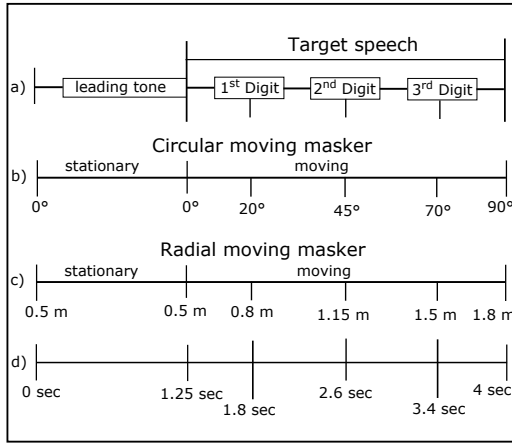 Target speech
a)
leading tone
1st Digit
2nd Digit
3rd Digit
Circular moving masker
stationary
moving
b)
0°
0°
20°
45°
70°
90°
Radial moving masker
stationary
moving
c)
0.5 m
0.5 m
0.8 m
1.15 m
1.5 m
1.8 m
d)
0 sec
1.25 sec
1.8 sec
2.6 sec
3.4 sec
4 sec